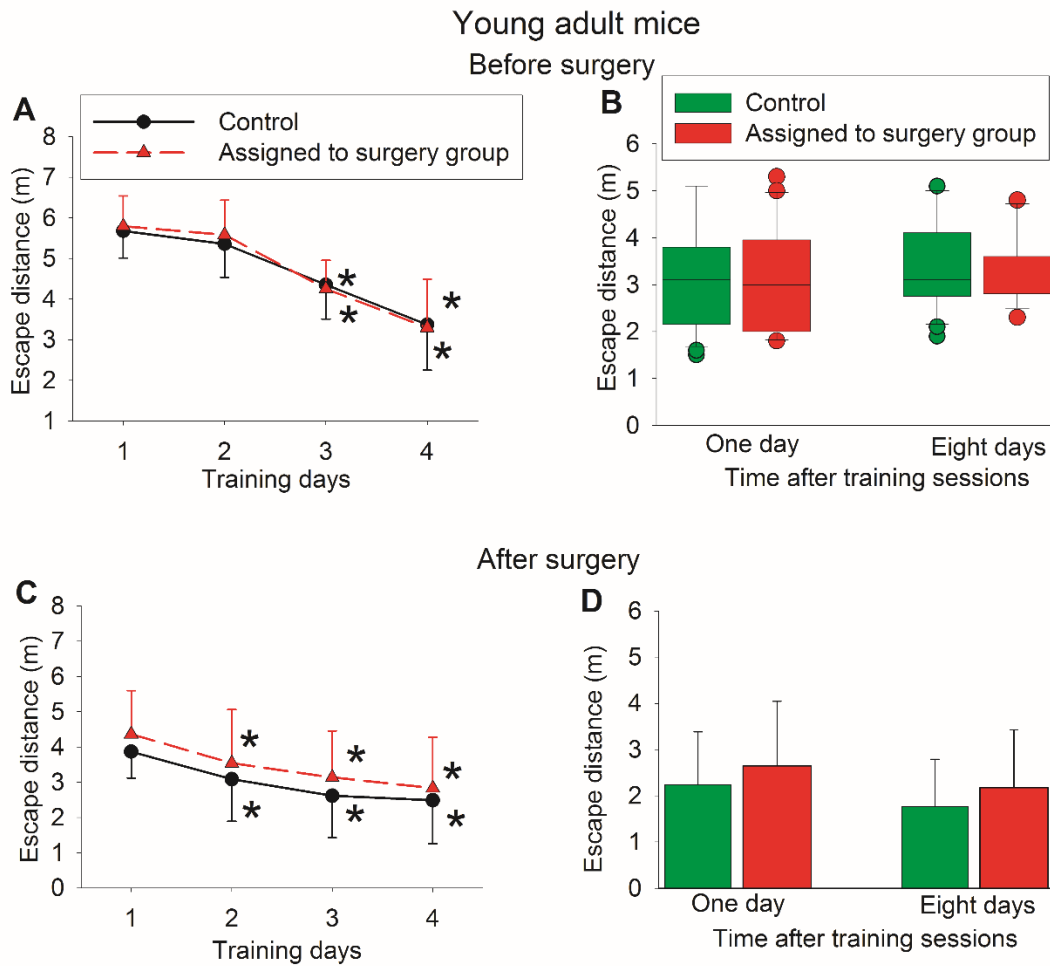 Young adult mice
Before surgery
A
Control
Assigned to surgery group
Escape distance (m)
8
7
6
5
4
3
2
1
*
*
*
*
1 2 3 4
Training days
B
Control
Assigned to surgery group
Escape distance (m)
6
5
4
3
2
1
0
One day Eight days
Time after training sessions
After surgery
C
Escape distance (m)
8
7
6
5
4
3
2
1
0
* * *
* * *
1 2 3 4
Training days
D
Escape distance (m)
6
5
4
3
2
1
0
One day Eight days
Time after training sessions